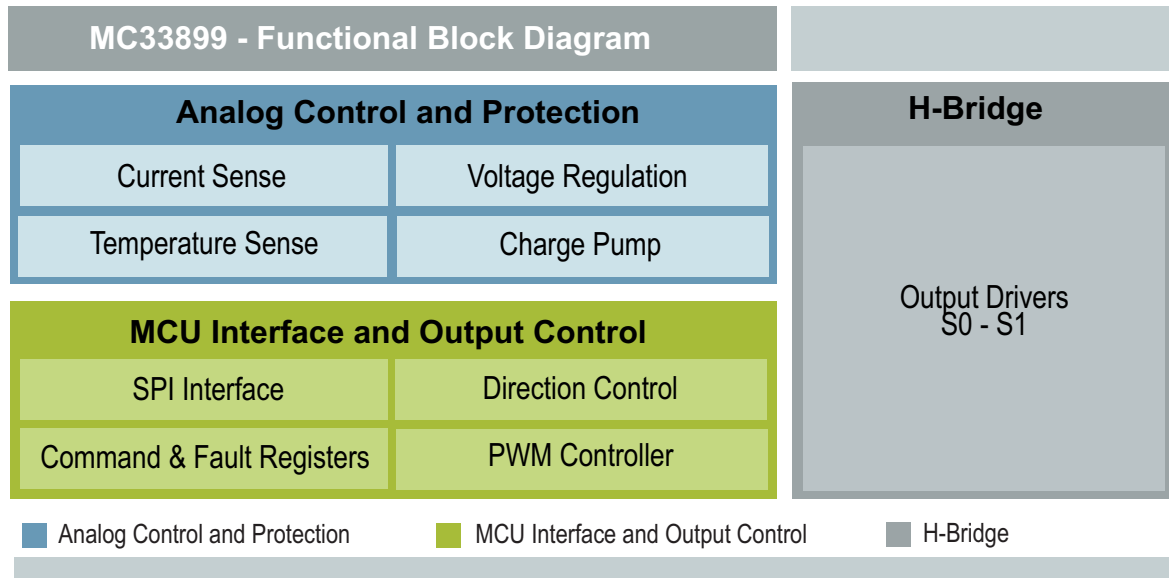 MC33899 - Functional Block Diagram
Analog Control and Protection
Current Sense
Voltage Regulation
Temperature Sense
Charge Pump
MCU Interface and Output Control
SPI Interface
Direction Control
Command & Fault Registers
PWM Controller
H-Bridge
Output Drivers
S0 - S1
Analog Control and Protection
MCU Interface and Output Control
H-Bridge